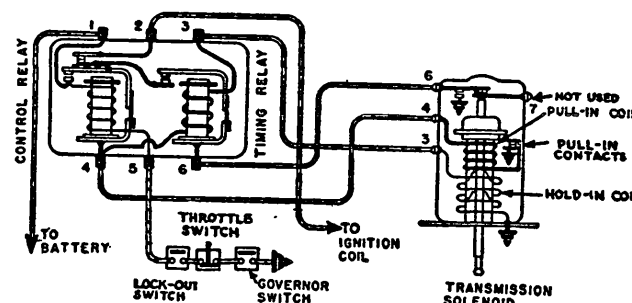 1 2 3
CONTROL RELAY
TIMING RELAY
4 5 6
TO
BATTERY
THROTTLE
SWITCH
LOCK-OUT
SWITCH
GOVERNOR
SWITCH
TO
IGNITION
COIL
6
4
3
NOT USED
7
PULL-IN COIL
PULL-IN
CONTACTS
HOLD-IN COIL
TRANSMISSION
SOLENOID